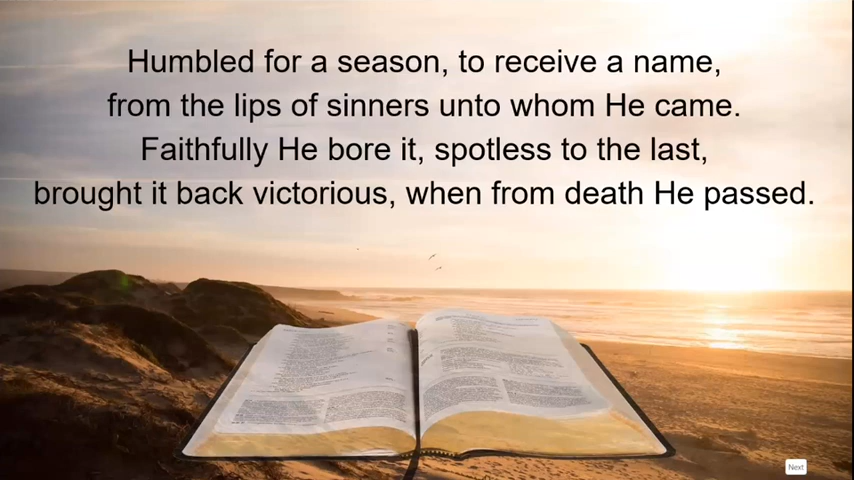 Humbled for a season, to receive a name,
from the lips of sinners unto whom He came.
Faithfully He bore it, spotless to the last,
brought it back victorious, when from death He passed.
Next